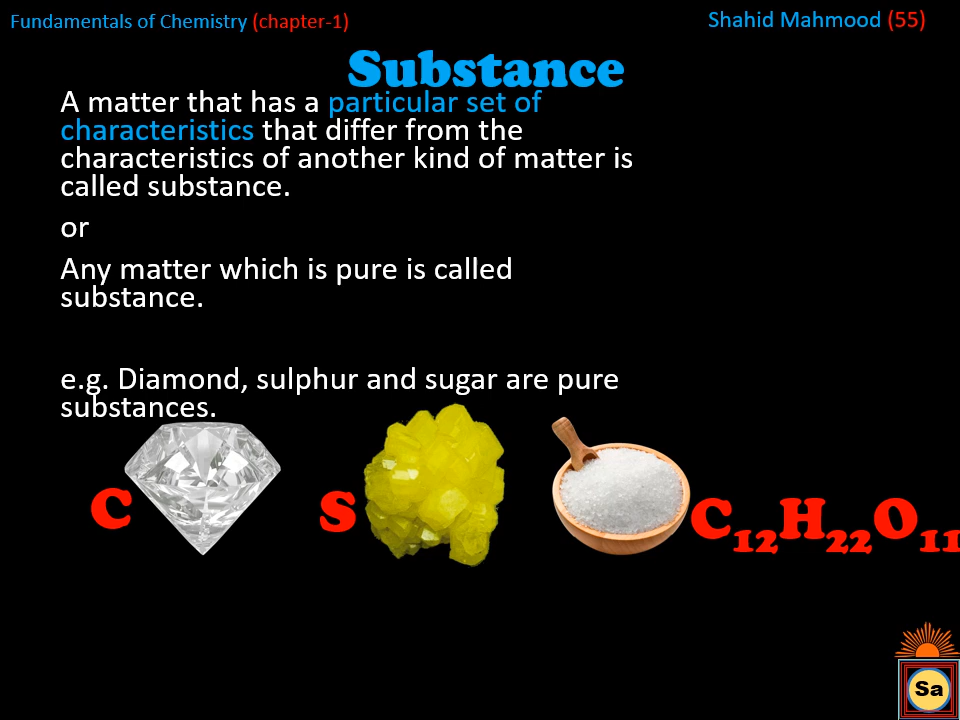 Fundamentals of Chemistry (chapter-1)
Shahid Mahmood (55)
Substance
A matter that has a particular set of
characteristics that differ from the
characteristics of another kind of matter is
called substance.
or
Any matter which is pure is called
substance.
e.g. Diamond, sulphur and sugar are pure
substances.
C
S
C₁₂H₂₂O₁₁
Sa